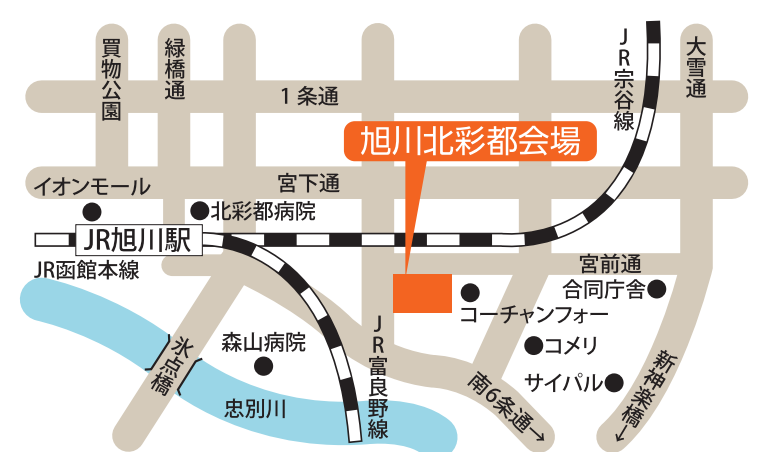 買物公園
緑橋通
JR宗谷線
大雪通
1条通
旭川北彩都会場
宮下通
イオンモール
北彩都病院
JR旭川駅
JR函館本線
宮前通
合同庁舎
コーチャンフォー
JR富良野線
森山病院
氷点橋
コメリ
サイパル
新神楽橋→
南6条通→
忠別川